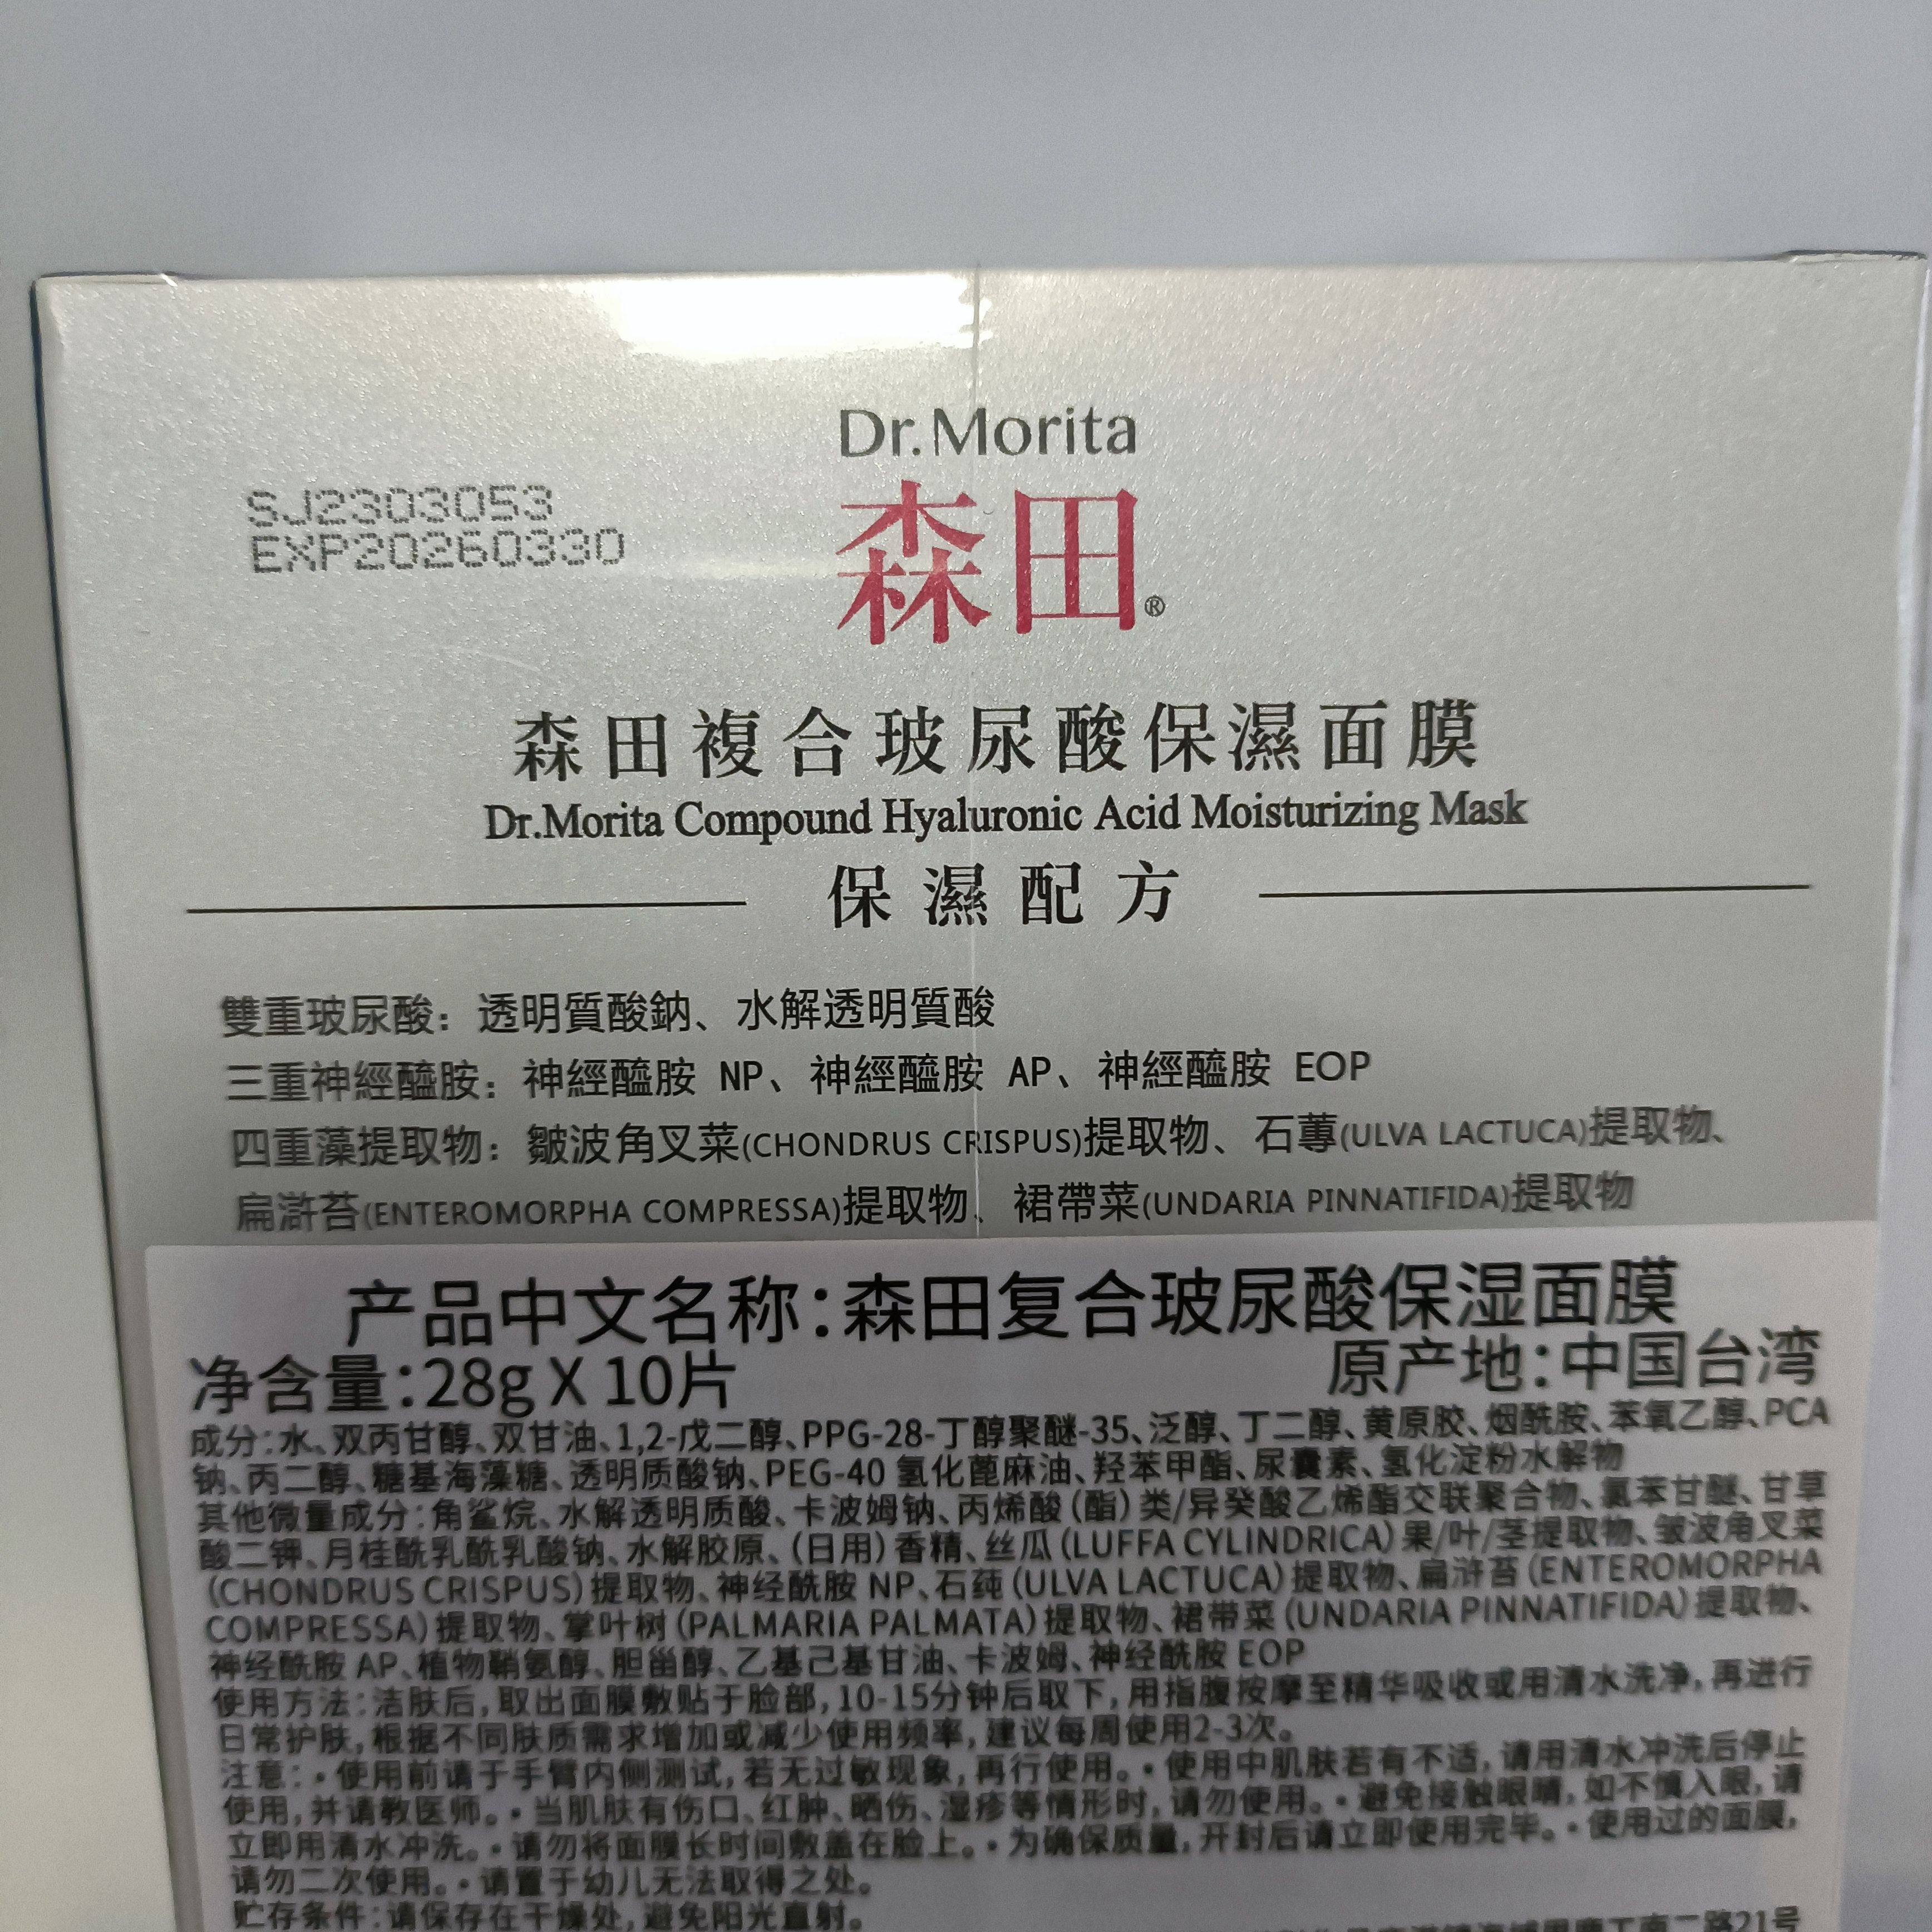 Dr.Morita
SJ2303053
EXP20260330
森田®
森田複合玻尿酸保濕面膜
Dr.Morita Compound Hyaluronic Acid Moisturizing Mask
保濕配方
雙重玻尿酸：透明質酸鈉、水解透明質酸
三重神經醯胺：神經醯胺 NP、神經醯胺 AP、神經醯胺 EOP
四重藻提取物：皺波角叉菜(CHONDRUS CRISPUS)提取物、石蓴(ULVA LACTUCA)提取物、
扁滸苔(ENTEROMORPHA COMPRESSA)提取物、裙帶菜(UNDARIA PINNATIFIDA)提取物
产品中文名称：森田复合玻尿酸保湿面膜
净含量：28g X 10片 原产地：中国台湾
成分：水、双丙甘醇、双甘油、1,2-戊二醇、PPG-28-丁醇聚醚-35、泛醇、丁二醇、黄原胶、烟酰胺、苯氧乙醇、PCA
钠、丙二醇、糖基海藻糖、透明质酸钠、PEG-40 氢化蓖麻油、羟苯甲酯、尿囊素、氢化淀粉水解物
其他微量成分：角鲨烷、水解透明质酸、卡波姆钠、丙烯酸（酯）类/异癸酸乙烯酯交联聚合物、氯苯甘醚、甘草
酸二钾、月桂酰乳酰乳酸钠、水解胶原、（日用）香精、丝瓜（LUFFA CYLINDRICA）果/叶/茎提取物、皱波角叉菜
（CHONDRUS CRISPUS）提取物、神经酰胺 NP、石莼（ULVA LACTUCA）提取物、扁浒苔（ENTEROMORPHA
COMPRESSA）提取物、掌叶树（PALMARIA PALMATA）提取物、裙带菜（UNDARIA PINNATIFIDA）提取物、
神经酰胺 AP、植物鞘氨醇、胆甾醇、乙基己基甘油、卡波姆、神经酰胺 EOP
使用方法：洁肤后，取出面膜敷贴于脸部，10-15分钟后取下，用指腹按摩至精华吸收或用清水洗净，再进行
日常护肤，根据不同肤质需求增加或减少使用频率，建议每周使用2-3次。
注意：·使用前请于手臂内侧测试，若无过敏现象，再行使用。·使用中肌肤若有不适，请用清水冲洗后停止
使用，并请教医师。·当肌肤有伤口、红肿、晒伤、湿疹等情形时，请勿使用。·避免接触眼睛，如不慎入眼，请
立即用清水冲洗。·请勿将面膜长时间敷盖在脸上。·为确保质量，开封后请立即使用完毕。·使用过的面膜，
请勿二次使用。·请置于幼儿无法取得之处。
贮存条件：请保存在干燥处，避免阳光直射。
二路21号